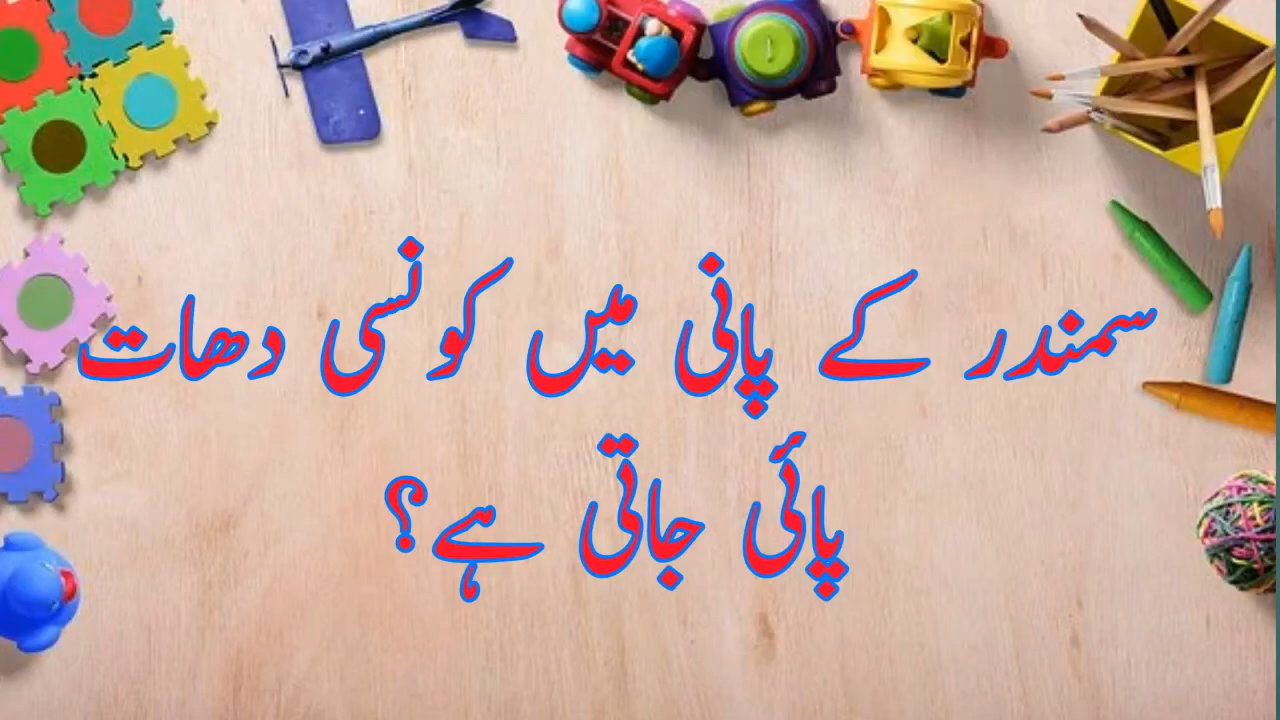 سمندر کے پانی میں کونسی دھات
پائی جاتی ہے؟